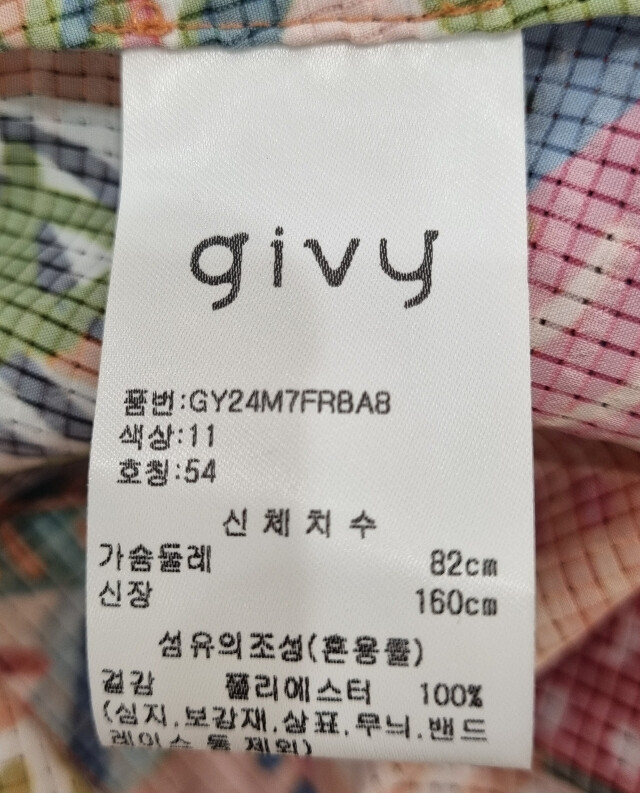 givy
품번:GY24M7FRBA8
색상:11
호칭:54
신체치수
가슴둘레 82cm
신장 160cm
섬유의조성(혼용률)
겉감 폴리에스터 100%
(심지.보강재.상표.무늬.밴드
레이스 등 제외)